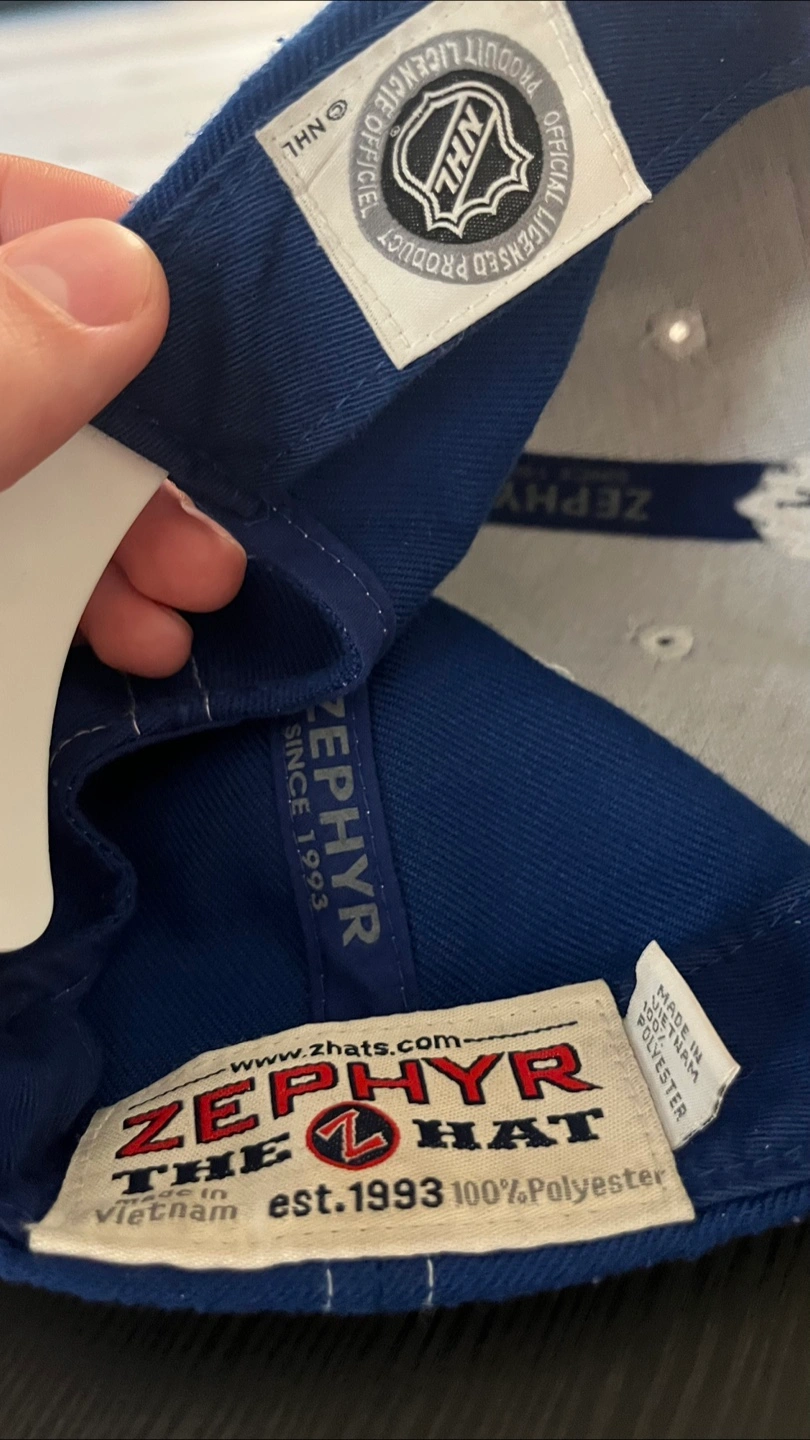 © NHL
PRODUIT LICENCIÉ OFFICIEL
OFFICIAL LICENSED PRODUCT
NHL
ZEPHYR
ZEPHYR
SINCE 1993
www.zhats.com
ZEPHYR
THE Z HAT
made in
Vietnam
est.1993
100%Polyester
MADE IN
VIETNAM
100%
POLYESTER